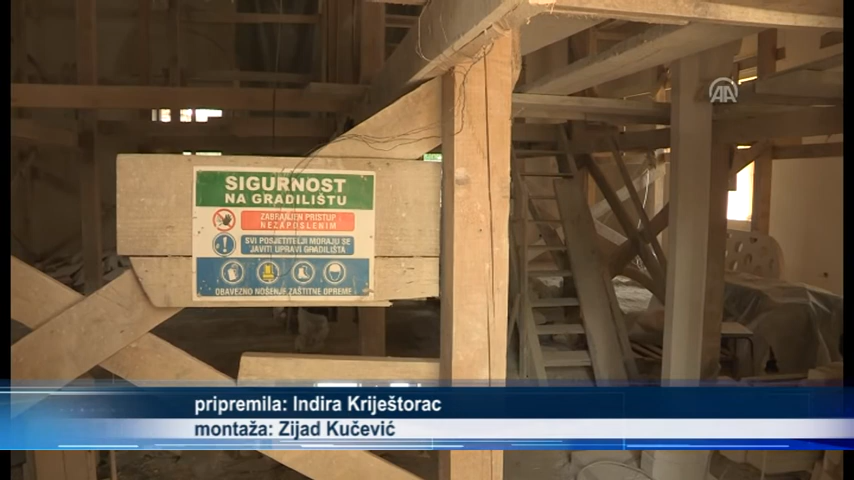 AA
SIGURNOST
NA GRADILIŠTU
ZABRANJEN PRISTUP
NEZAPOSLENIM
SVI POSJETITELJI MORAJU SE
JAVITI UPRAVI GRADILIŠTA
OBAVEZNO NOŠENJE ZAŠTITNE OPREME
pripremila: Indira Kriještorac
montaža: Zijad Kučević